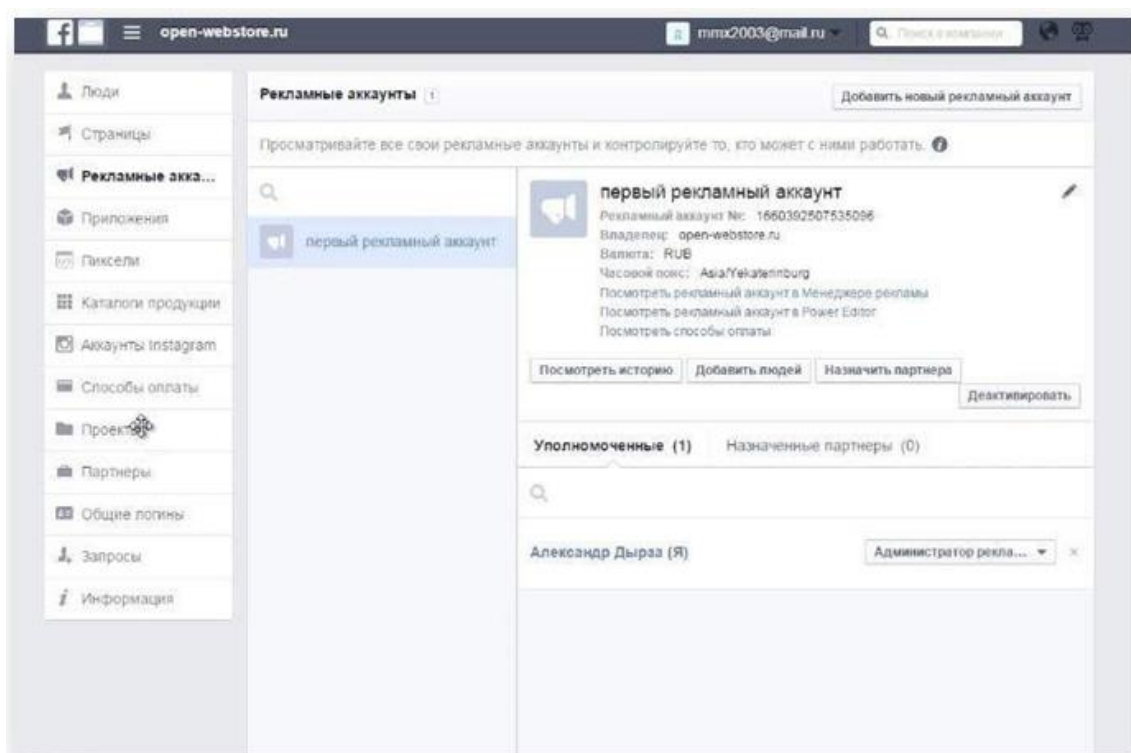 open-webstore.ru
mmx2003@mail.ru
Поиск в компании
Люди
Страницы
Рекламные акка...
Приложения
Пиксели
Каталоги продукции
Аккаунты Instagram
Способы оплаты
Проекты
Партнеры
Общие логины
Запросы
Информация
Рекламные аккаунты 1
Добавить новый рекламный аккаунт
Просматривайте все свои рекламные аккаунты и контролируйте то, кто может с ними работать.
первый рекламный аккаунт
первый рекламный аккаунт
Рекламный аккаунт №: 1660392507535096
Владелец: open-webstore.ru
Валюта: RUB
Часовой пояс: Asia/Yekaterinburg
Посмотреть рекламный аккаунт в Менеджере рекламы
Посмотреть рекламный аккаунт в Power Editor
Посмотреть способы оплаты
Посмотреть историю
Добавить людей
Назначить партнера
Деактивировать
Уполномоченные (1)
Назначенные партнеры (0)
Александр Дыраа (Я)
Администратор рекла...